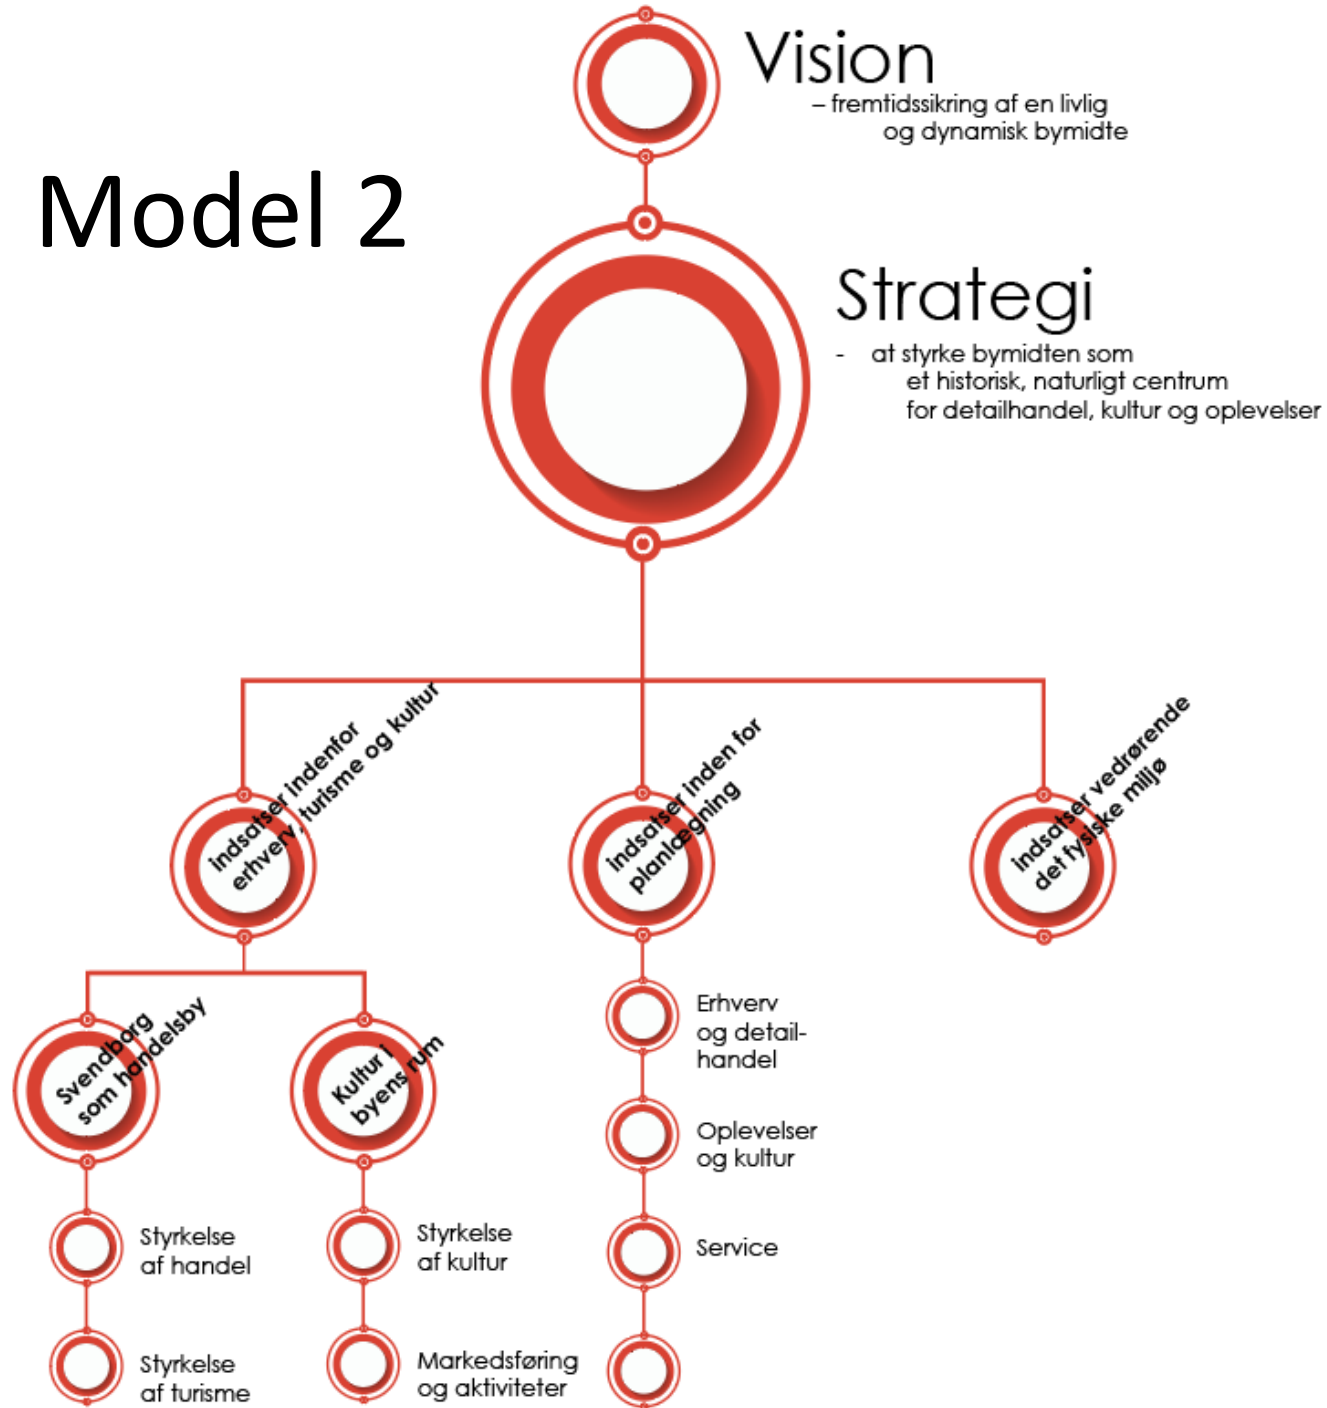 Vision
– fremtidssikring af en livlig
og dynamisk bymidte
Model 2
Strategi
- at styrke bymidten som
et historisk, naturligt centrum
for detailhandel, kultur og oplevelser
indsatser indenfor
erhverv, turisme og kultur
indsatser inden for
planlægning
indsatser vedrørende
det fysiske miljø
Svendborg
som handelsby
Kultur i
byens rum
Erhverv
og detail-
handel
Oplevelser
og kultur
Service
Styrkelse
af handel
Styrkelse
af kultur
Styrkelse
af turisme
Markedsføring
og aktiviteter